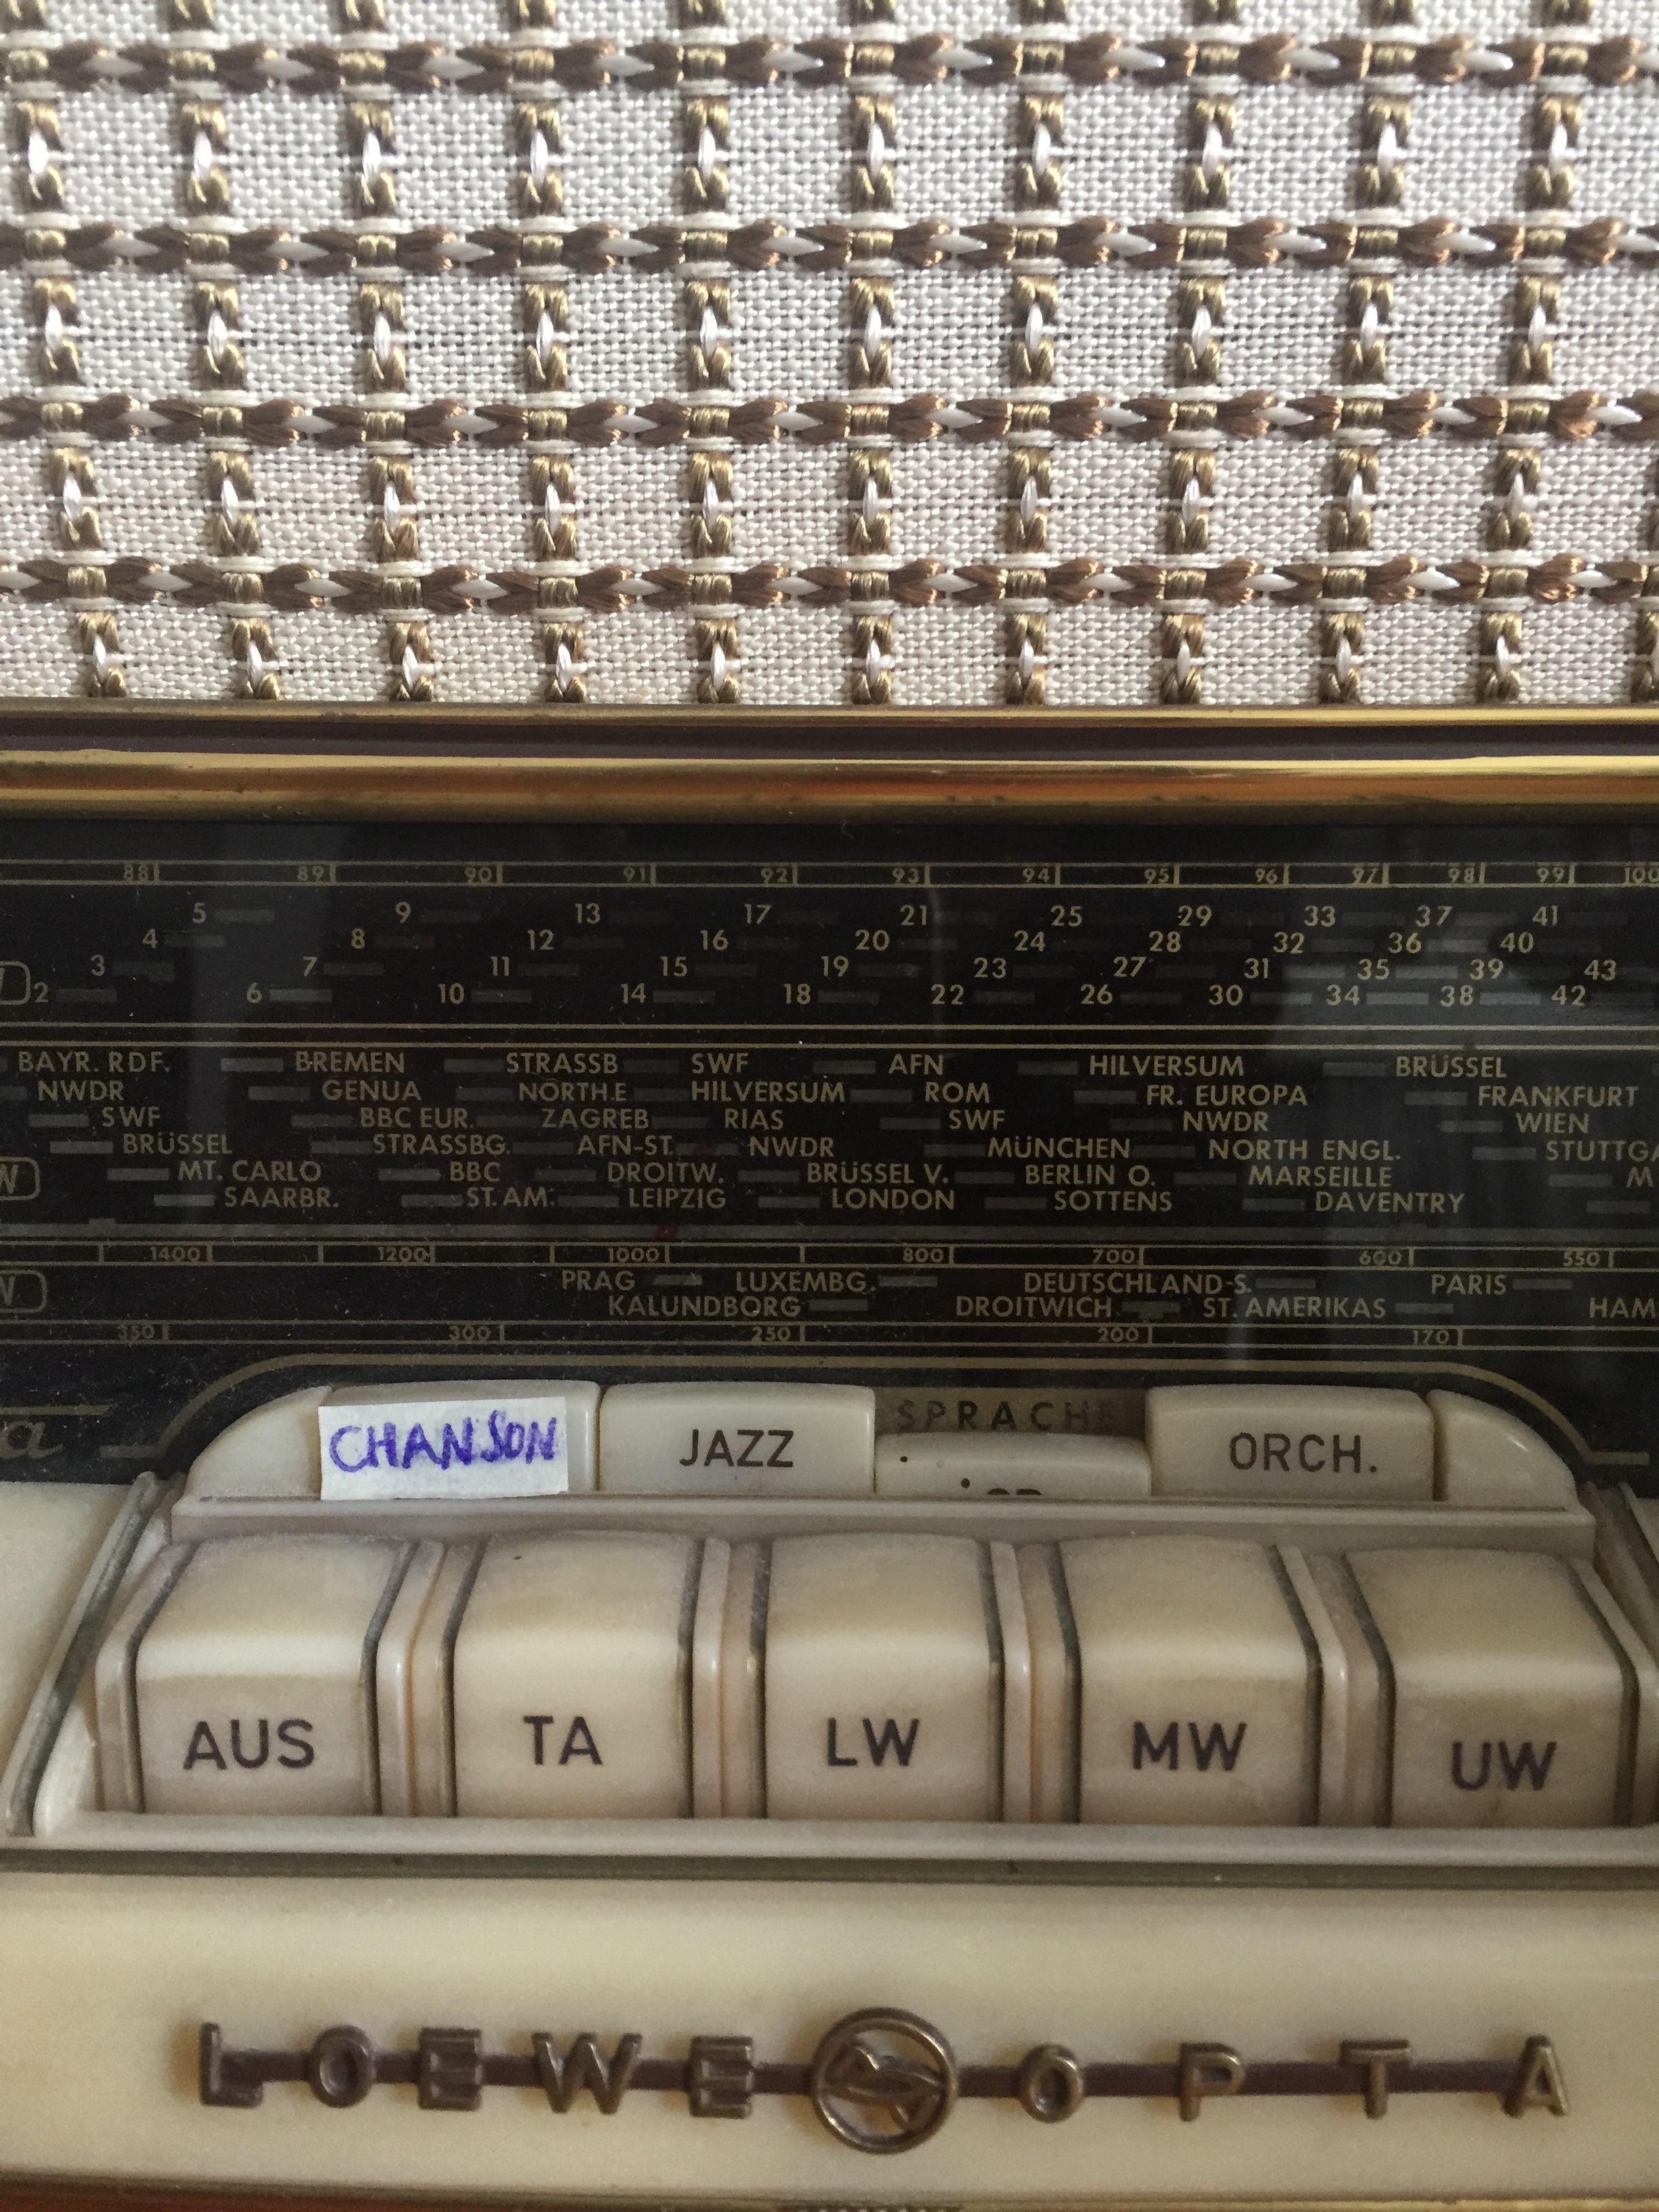 88 89 90 91 92 93 94 95 96 97 98 99 100
5 9 13 17 21 25 29 33 37 41
4 8 12 16 20 24 28 32 36 40
3 7 11 15 19 23 27 31 35 39 43
2 6 10 14 18 22 26 30 34 38 42
BAYR. RDF. BREMEN STRASSB SWF AFN HILVERSUM BRÜSSEL
NWDR GENUA NORTH.E HILVERSUM ROM FR. EUROPA FRANKFURT
SWF BBC EUR. ZAGREB RIAS SWF NWDR WIEN
BRÜSSEL STRASSBG. AFN-ST. NWDR MÜNCHEN NORTH ENGL. STUTTGA
MT. CARLO BBC DROITW. BRÜSSEL V. BERLIN O. MARSEILLE M
SAARBR. ST. AM. LEIPZIG LONDON SOTTENS DAVENTRY
1400 1200 1000 800 700 600 550
PRAG LUXEMBG. DEUTSCHLAND-S. PARIS
KALUNDBORG DROITWICH ST. AMERIKAS HAM
350 300 250 200 170
a
SPRACHE
CHANSON JAZZ ORCH.
AUS TA LW MW UW
LOEWE OPTA